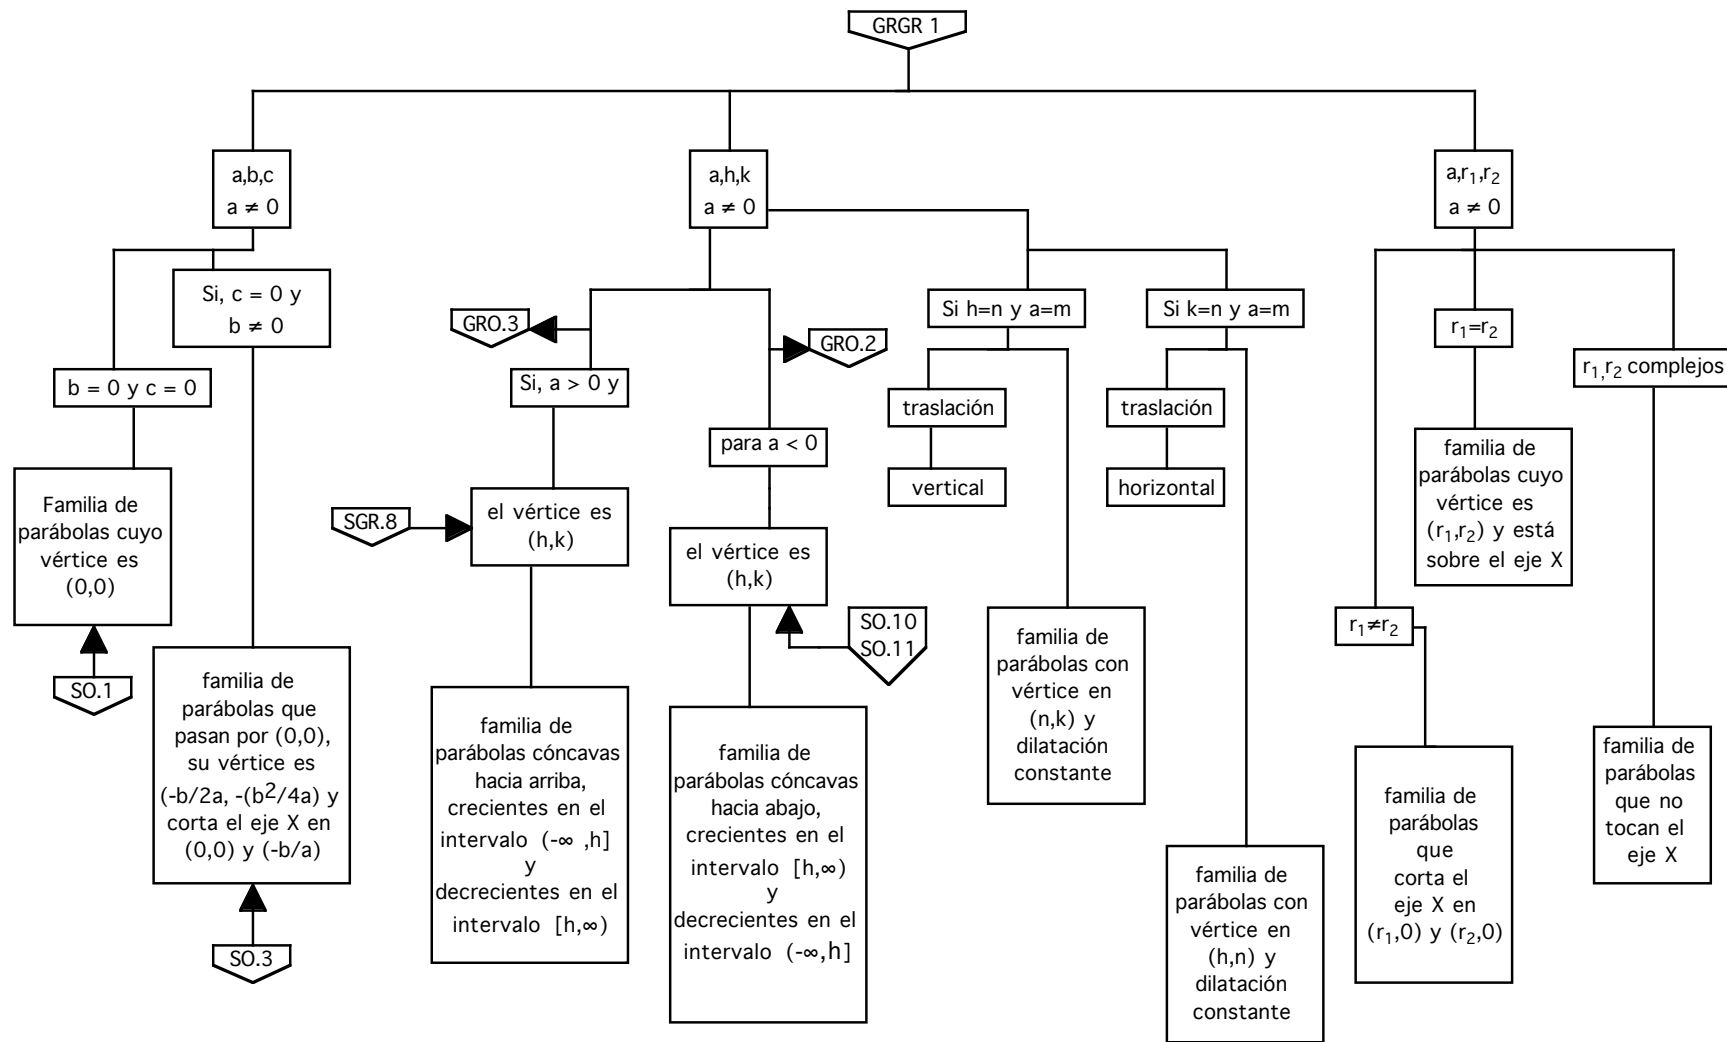 GRGR 1
a,b,c
a ≠ 0
Si, c = 0 y
b ≠ 0
b = 0 y c = 0
Familia de
parábolas cuyo
vértice es
(0,0)
SO.1
familia de
parábolas que
pasan por (0,0),
su vértice es
(-b/2a, -(b²/4a) y
corta el eje X en
(0,0) y (-b/a)
SO.3
a,h,k
a ≠ 0
GRO.3
Si, a > 0 y
SGR.8
el vértice es
(h,k)
familia de
parábolas cóncavas
hacia arriba,
crecientes en el
intervalo (-∞ ,h]
y
decrecientes en el
intervalo [h,∞)
GRO.2
para a < 0
el vértice es
(h,k)
SO.10
SO.11
familia de
parábolas cóncavas
hacia abajo,
crecientes en el
intervalo [h,∞)
y
decrecientes en el
intervalo (-∞,h]
Si h=n y a=m
traslación
vertical
familia de
parábolas con
vértice en
(n,k) y
dilatación
constante
Si k=n y a=m
traslación
horizontal
familia de
parábolas con
vértice en
(h,n) y
dilatación
constante
a,r₁,r₂
a ≠ 0
r₁=r₂
familia de
parábolas cuyo
vértice es
(r₁,r₂) y está
sobre el eje X
r₁≠r₂
familia de
parábolas
que
corta el
eje X en
(r₁,0) y (r₂,0)
r₁,r₂ complejos
familia de
parábolas
que no
tocan el
eje X